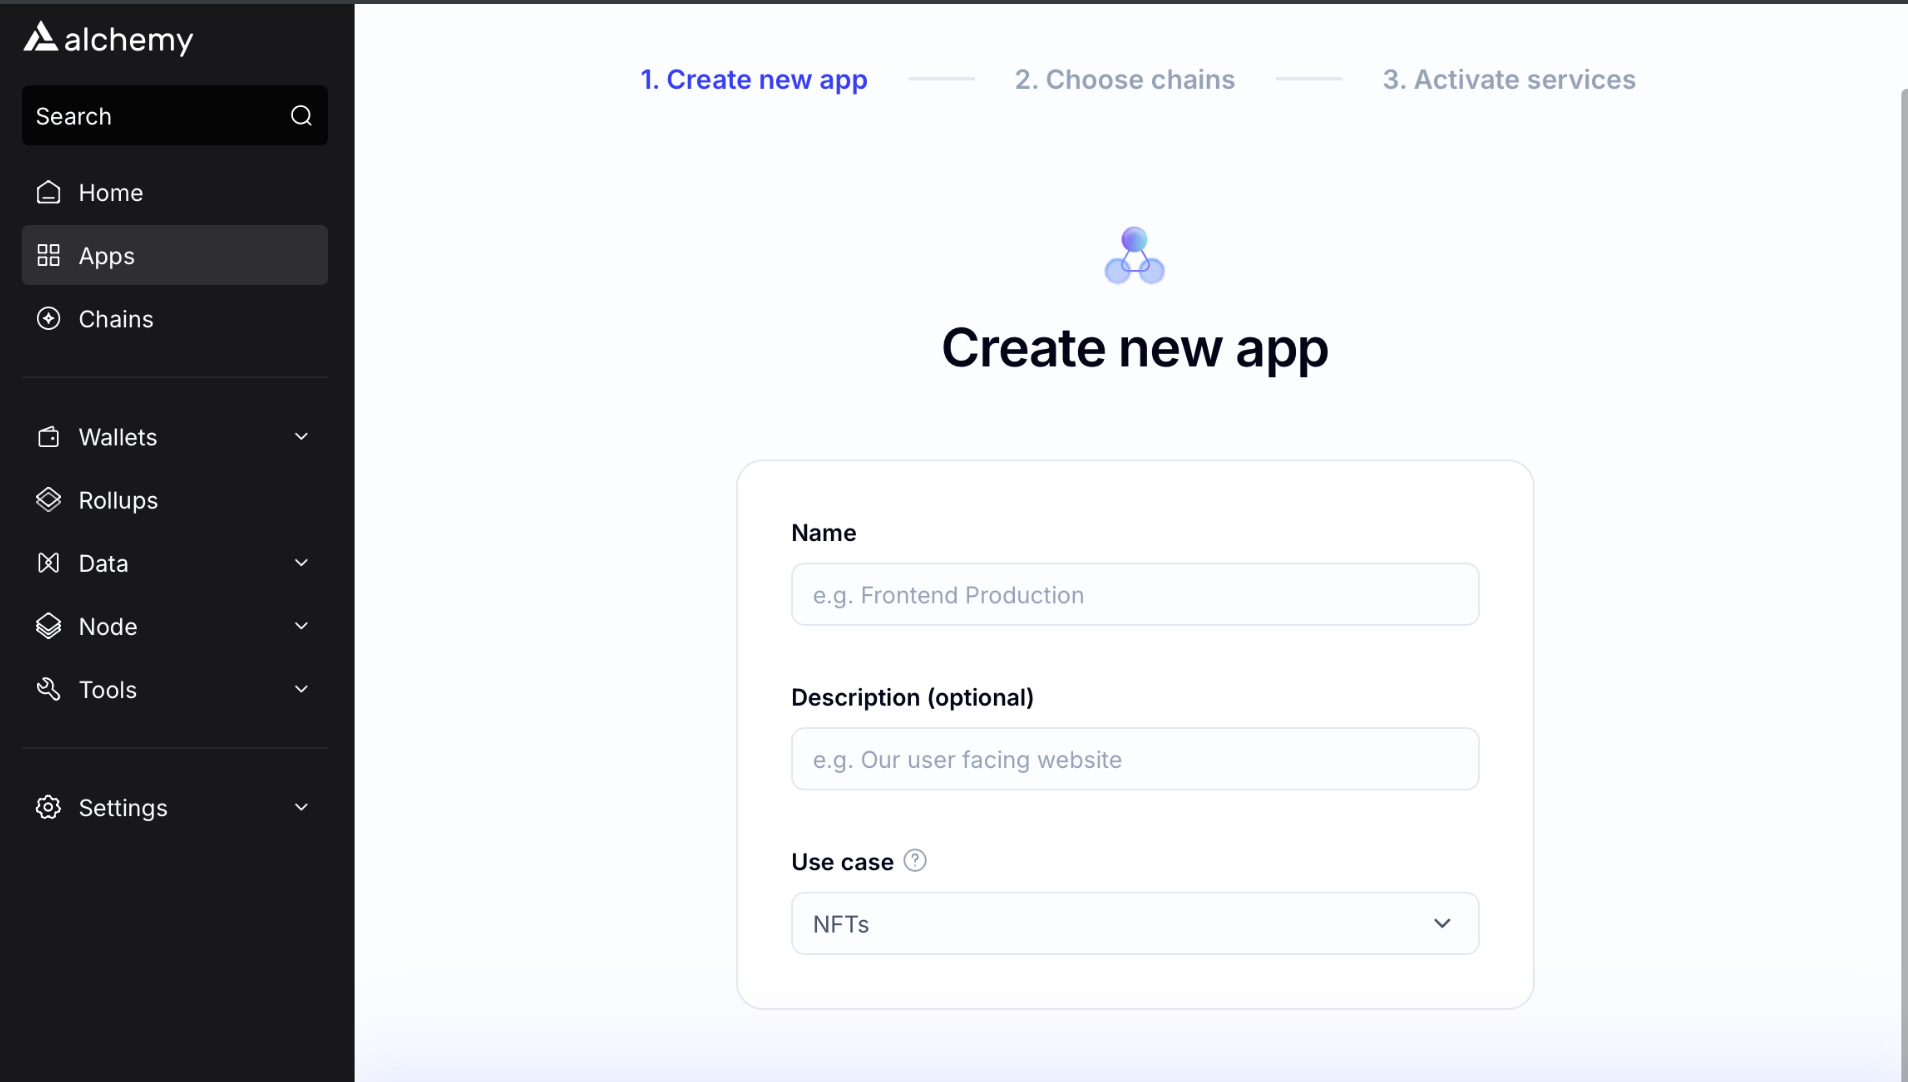 alchemy
Search
Home
Apps
Chains
Wallets
Rollups
Data
Node
Tools
Settings
1. Create new app
2. Choose chains
3. Activate services
Create new app
Name
e.g. Frontend Production
Description (optional)
e.g. Our user facing website
Use case ?
NFTs